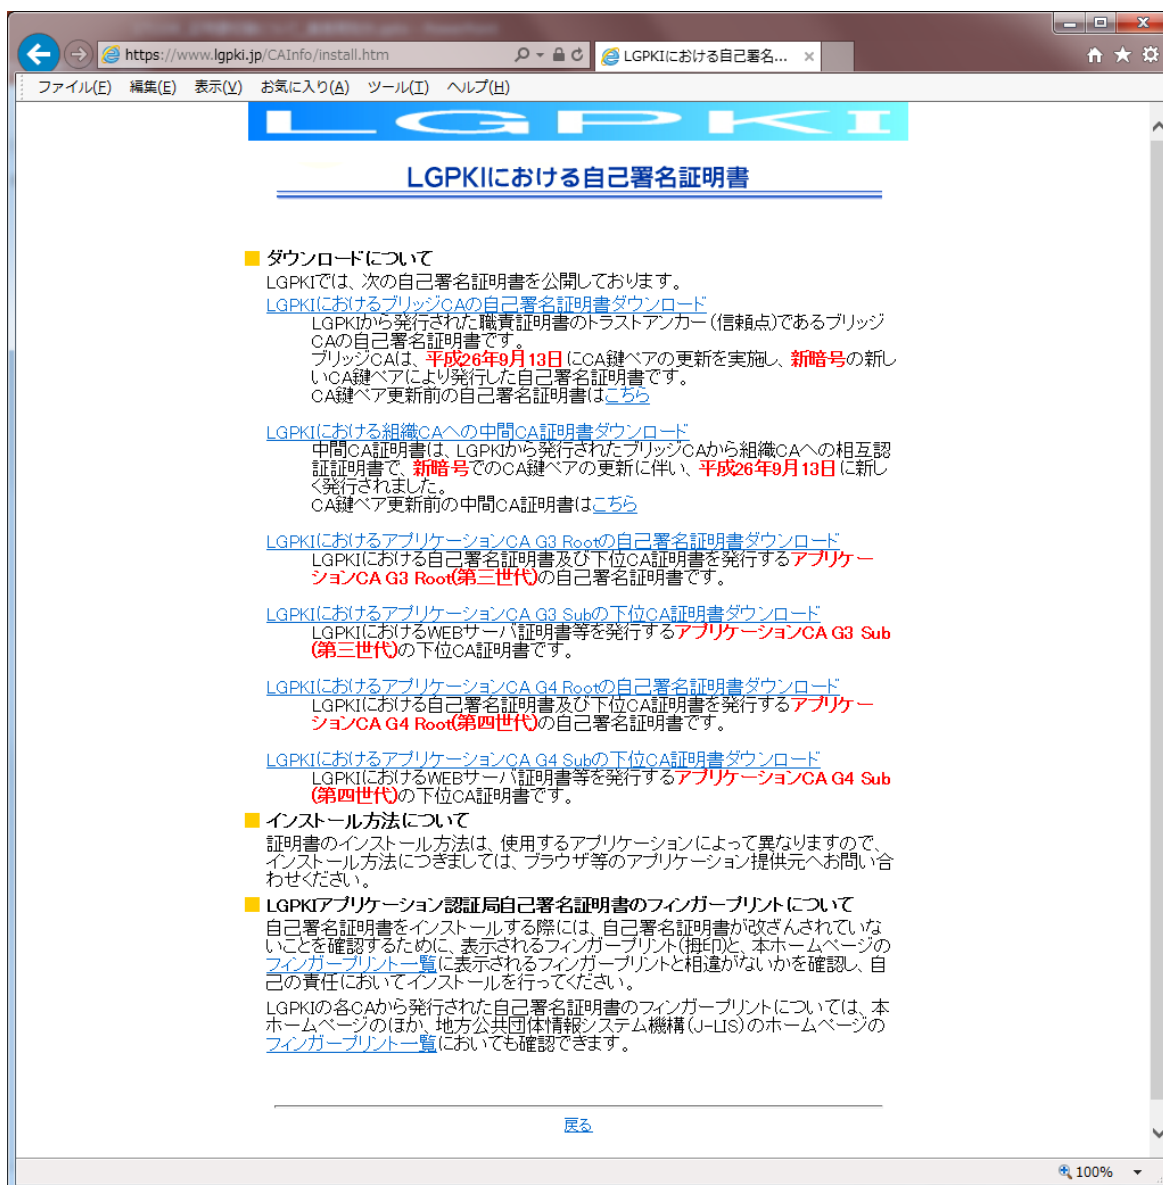 https://www.lgpki.jp/CAInfo/install.htm
LGPKIにおける自己署名...
ファイル(F) 編集(E) 表示(V) お気に入り(A) ツール(T) ヘルプ(H)
LGPKI
LGPKIにおける自己署名証明書
ダウンロードについて
LGPKIでは、次の自己署名証明書を公開しております。
LGPKIにおけるブリッジCAの自己署名証明書ダウンロード
LGPKIから発行された職責証明書のトラストアンカー(信頼点)であるブリッジ
CAの自己署名証明書です。
ブリッジCAは、平成26年9月13日にCA鍵ペアの更新を実施し、新暗号の新し
いCA鍵ペアにより発行した自己署名証明書です。
CA鍵ペア更新前の自己署名証明書はこちら
LGPKIにおける組織CAへの中間CA証明書ダウンロード
中間CA証明書は、LGPKIから発行されたブリッジCAから組織CAへの相互認
証証明書で、新暗号でのCA鍵ペアの更新に伴い、平成26年9月13日に新し
く発行されました。
CA鍵ペア更新前の中間CA証明書はこちら
LGPKIにおけるアプリケーションCA G3 Rootの自己署名証明書ダウンロード
LGPKIにおける自己署名証明書及び下位CA証明書を発行するアプリケー
ションCA G3 Root(第三世代)の自己署名証明書です。
LGPKIにおけるアプリケーションCA G3 Subの下位CA証明書ダウンロード
LGPKIにおけるWEBサーバ証明書等を発行するアプリケーションCA G3 Sub
(第三世代)の下位CA証明書です。
LGPKIにおけるアプリケーションCA G4 Rootの自己署名証明書ダウンロード
LGPKIにおける自己署名証明書及び下位CA証明書を発行するアプリケー
ションCA G4 Root(第四世代)の自己署名証明書です。
LGPKIにおけるアプリケーションCA G4 Subの下位CA証明書ダウンロード
LGPKIにおけるWEBサーバ証明書等を発行するアプリケーションCA G4 Sub
(第四世代)の下位CA証明書です。
インストール方法について
証明書のインストール方法は、使用するアプリケーションによって異なりますので、
インストール方法につきましては、ブラウザ等のアプリケーション提供元へお問い合
わせください。
LGPKIアプリケーション認証局自己署名証明書のフィンガープリントについて
自己署名証明書をインストールする際には、自己署名証明書が改ざんされていな
いことを確認するために、表示されるフィンガープリント(拇印)と、本ホームページの
フィンガープリント一覧に表示されるフィンガープリントと相違がないかを確認し、自
己の責任においてインストールを行ってください。
LGPKIの各CAから発行された自己署名証明書のフィンガープリントについては、本
ホームページのほか、地方公共団体情報システム機構(J-LIS)のホームページの
フィンガープリント一覧においても確認できます。
戻る
100%